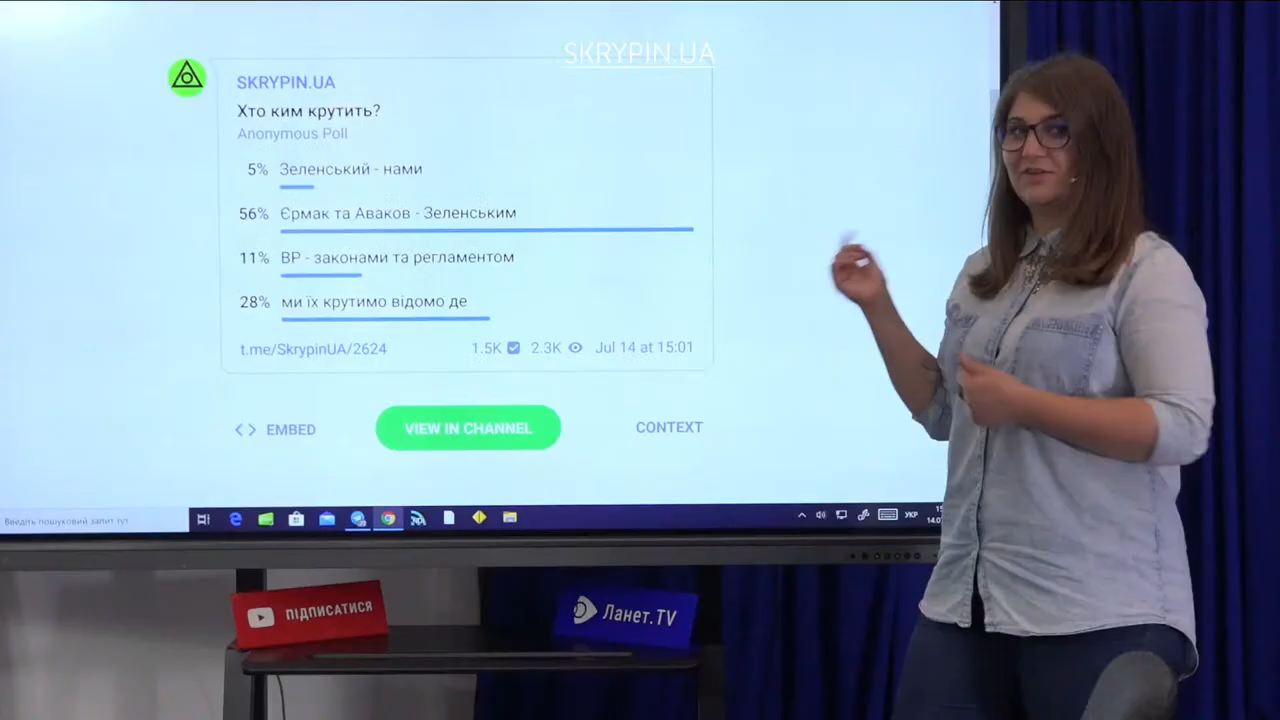 SKRYPIN.UA
SKRYPIN.UA
Хто ким крутить?
Anonymous Poll
5% Зеленський - нами
56% Єрмак та Аваков - Зеленським
11% ВР - законами та регламентом
28% ми їх крутимо відомо де
t.me/SkrypinUA/2624 1.5K 2.3K Jul 14 at 15:01
<> EMBED VIEW IN CHANNEL CONTEXT
Введіть пошуковий запит тут
УКР
ПІДПИСАТИСЯ
Ланет.TV